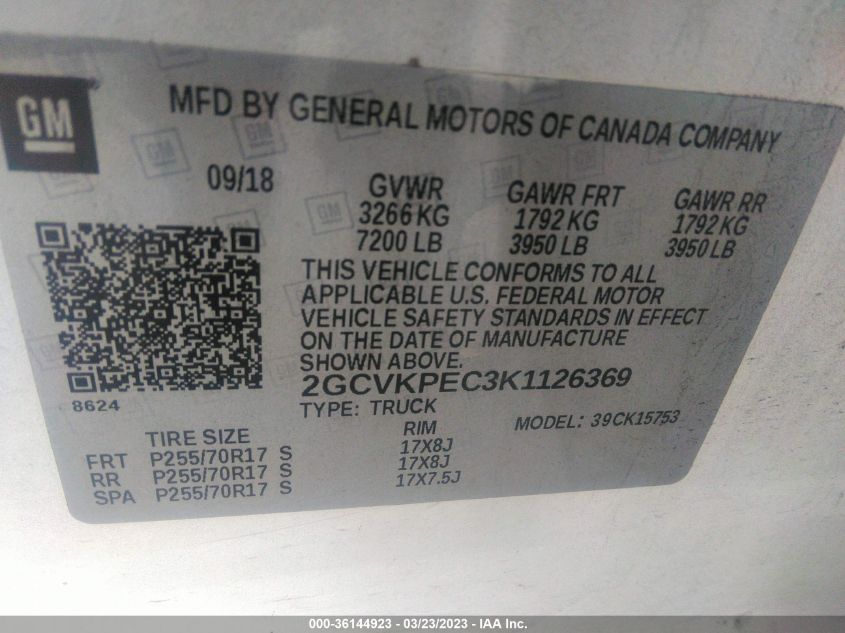 GM
MFD BY GENERAL MOTORS OF CANADA COMPANY
09/18
GVWR GAWR FRT GAWR RR
3266 KG 1792 KG 1792 KG
7200 LB 3950 LB 3950 LB
THIS VEHICLE CONFORMS TO ALL
APPLICABLE U.S. FEDERAL MOTOR
VEHICLE SAFETY STANDARDS IN EFFECT
ON THE DATE OF MANUFACTURE
SHOWN ABOVE.
2GCVKPEC3K1126369
8624
TYPE: TRUCK MODEL: 39CK15753
TIRE SIZE RIM
FRT P255/70R17 S 17X8J
RR P255/70R17 S 17X8J
SPA P255/70R17 S 17X7.5J
000-36144923 - 03/23/2023 - IAA Inc.